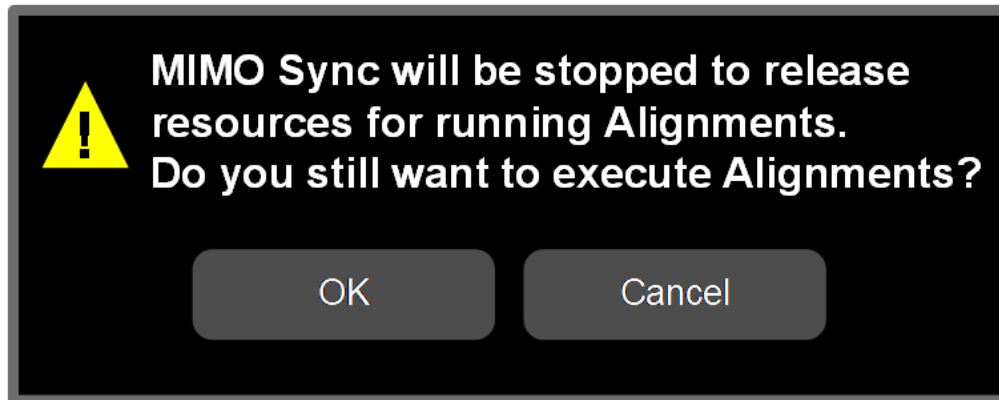 MIMO Sync will be stopped to release
resources for running Alignments.
Do you still want to execute Alignments?
!
OK
Cancel